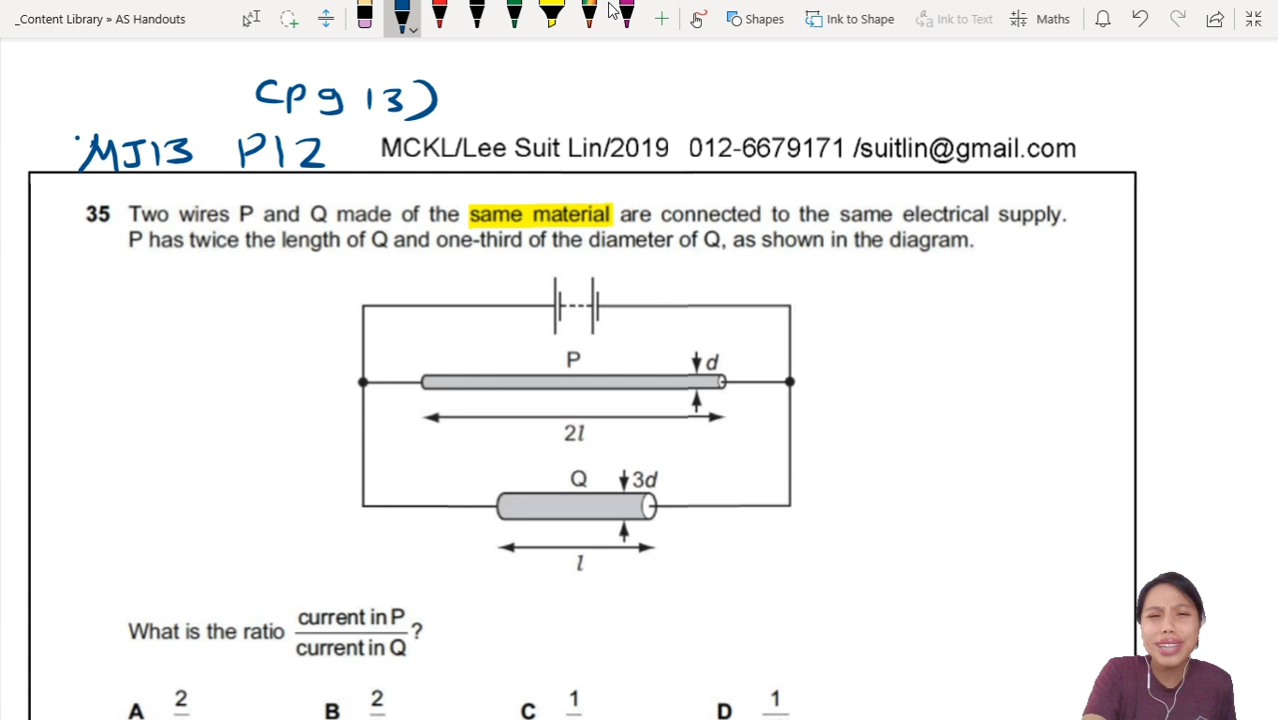 _Content Library » AS Handouts
Shapes
Ink to Shape
Ink to Text
Maths
(pg 13)
MJ13 P12
MCKL/Lee Suit Lin/2019 012-6679171 /suitlin@gmail.com
35 Two wires P and Q made of the same material are connected to the same electrical supply.
P has twice the length of Q and one-third of the diameter of Q, as shown in the diagram.
P
d
2l
Q
3d
l
What is the ratio current in P / current in Q ?
A 2 B 2 C 1 D 1